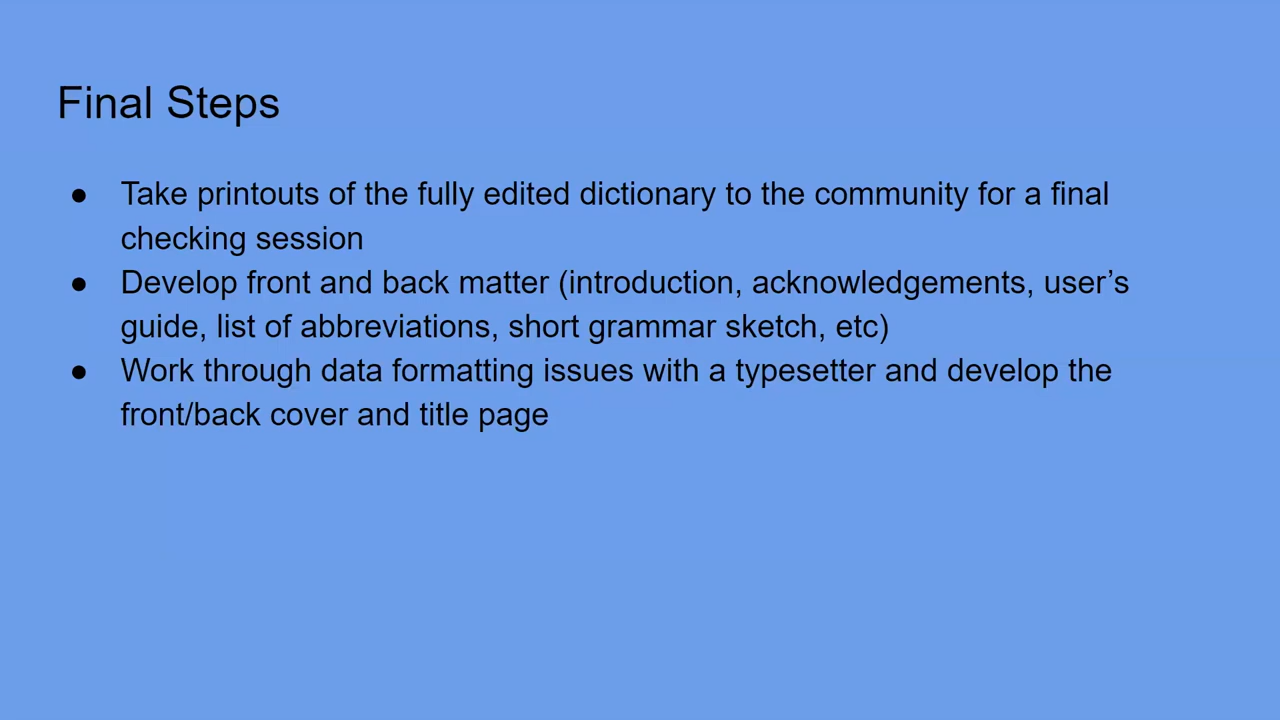 Final Steps
● Take printouts of the fully edited dictionary to the community for a final
checking session
● Develop front and back matter (introduction, acknowledgements, user’s
guide, list of abbreviations, short grammar sketch, etc)
● Work through data formatting issues with a typesetter and develop the
front/back cover and title page